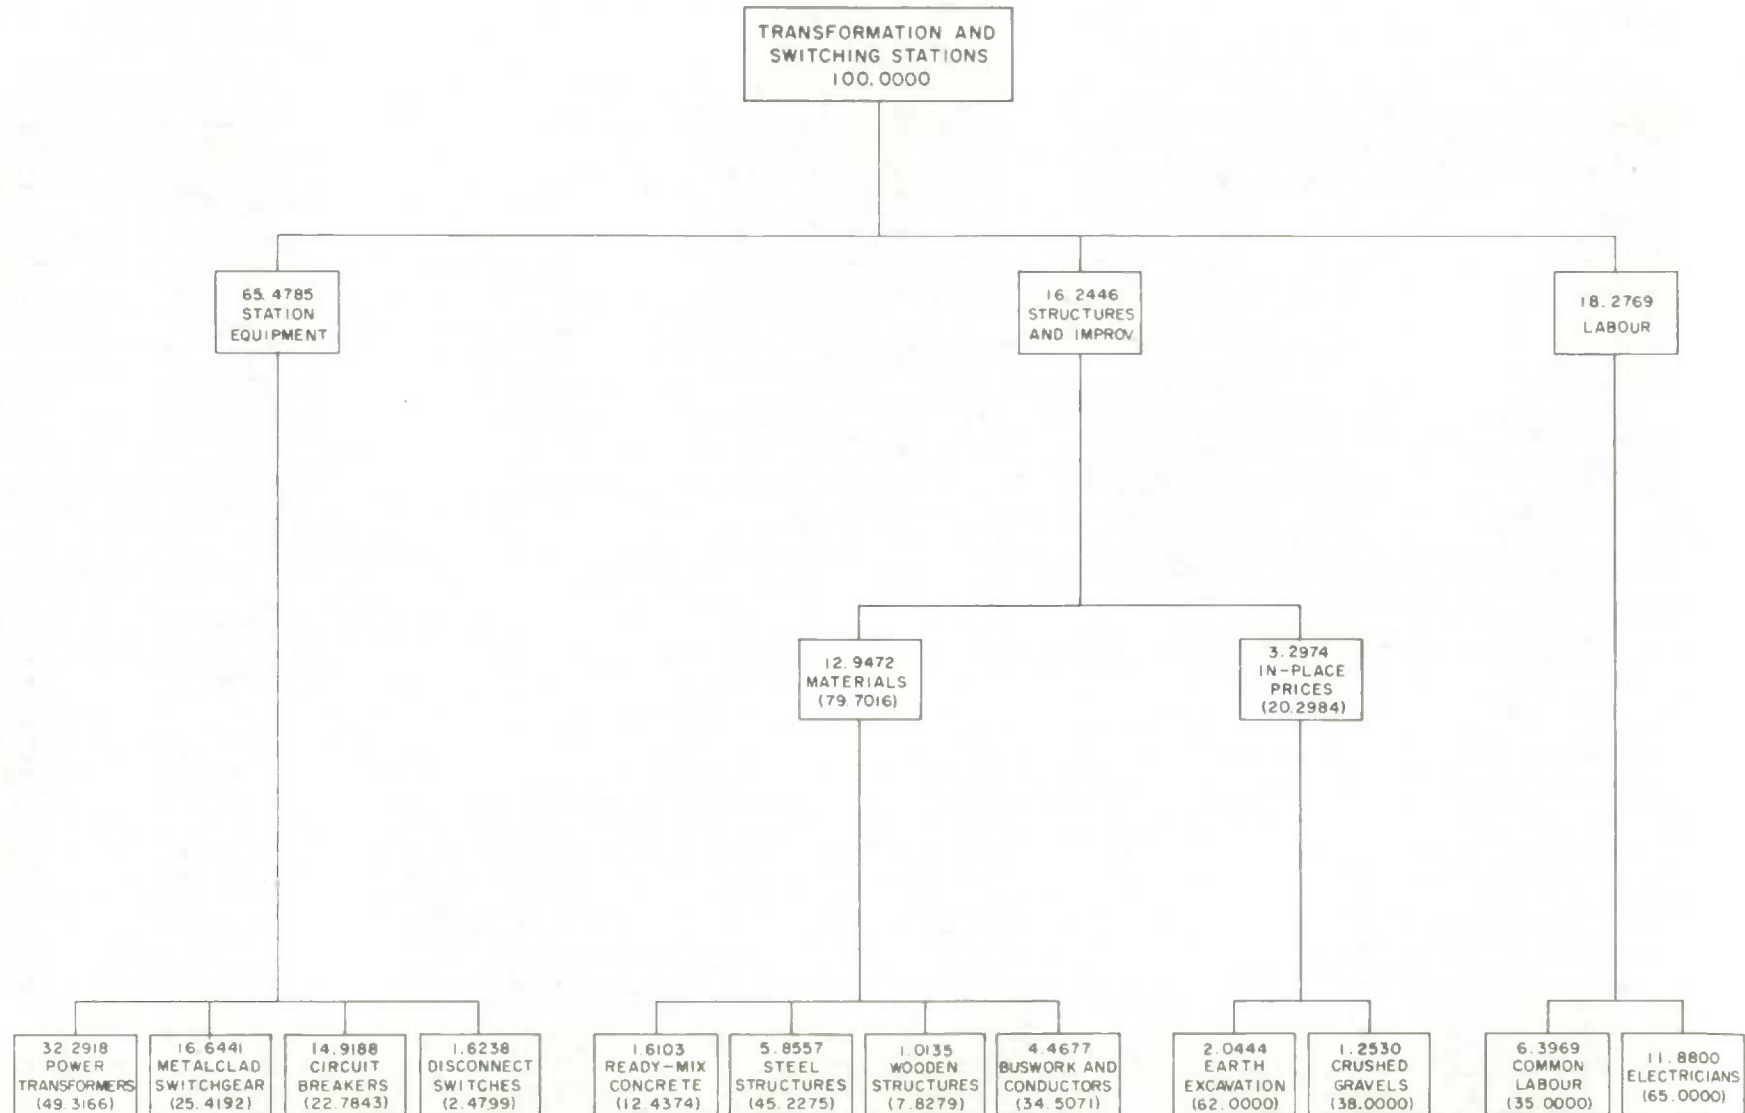 TRANSFORMATION AND
SWITCHING STATIONS
100.0000
65.4785
STATION
EQUIPMENT
16.2446
STRUCTURES
AND IMPROV.
18.2769
LABOUR
12.9472
MATERIALS
(79.7016)
3.2974
IN-PLACE
PRICES
(20.2984)
32.2918
POWER
TRANSFORMERS
(49.3166)
16.6441
METALCLAD
SWITCHGEAR
(25.4192)
14.9188
CIRCUIT
BREAKERS
(22.7843)
1.6238
DISCONNECT
SWITCHES
(2.4799)
1.6103
READY-MIX
CONCRETE
(12.4374)
5.8557
STEEL
STRUCTURES
(45.2275)
1.0135
WOODEN
STRUCTURES
(7.8279)
4.4677
BUSWORK AND
CONDUCTORS
(34.5071)
2.0444
EARTH
EXCAVATION
(62.0000)
1.2530
CRUSHED
GRAVELS
(38.0000)
6.3969
COMMON
LABOUR
(35.0000)
11.8800
ELECTRICIANS
(65.0000)